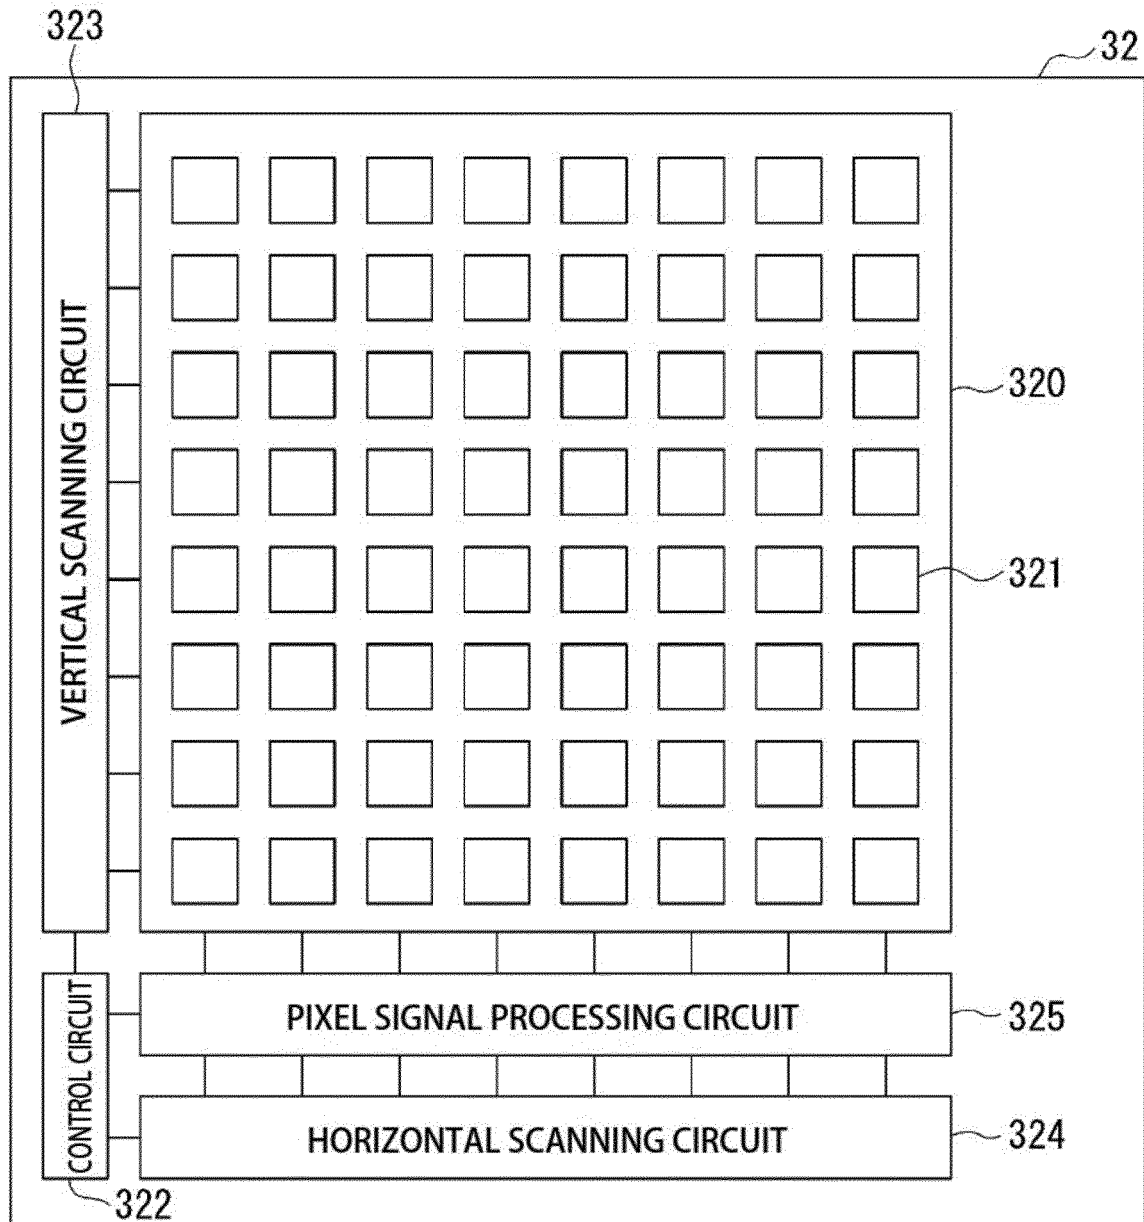 323
32
VERTICAL SCANNING CIRCUIT
320
321
CONTROL CIRCUIT
PIXEL SIGNAL PROCESSING CIRCUIT
325
HORIZONTAL SCANNING CIRCUIT
324
322